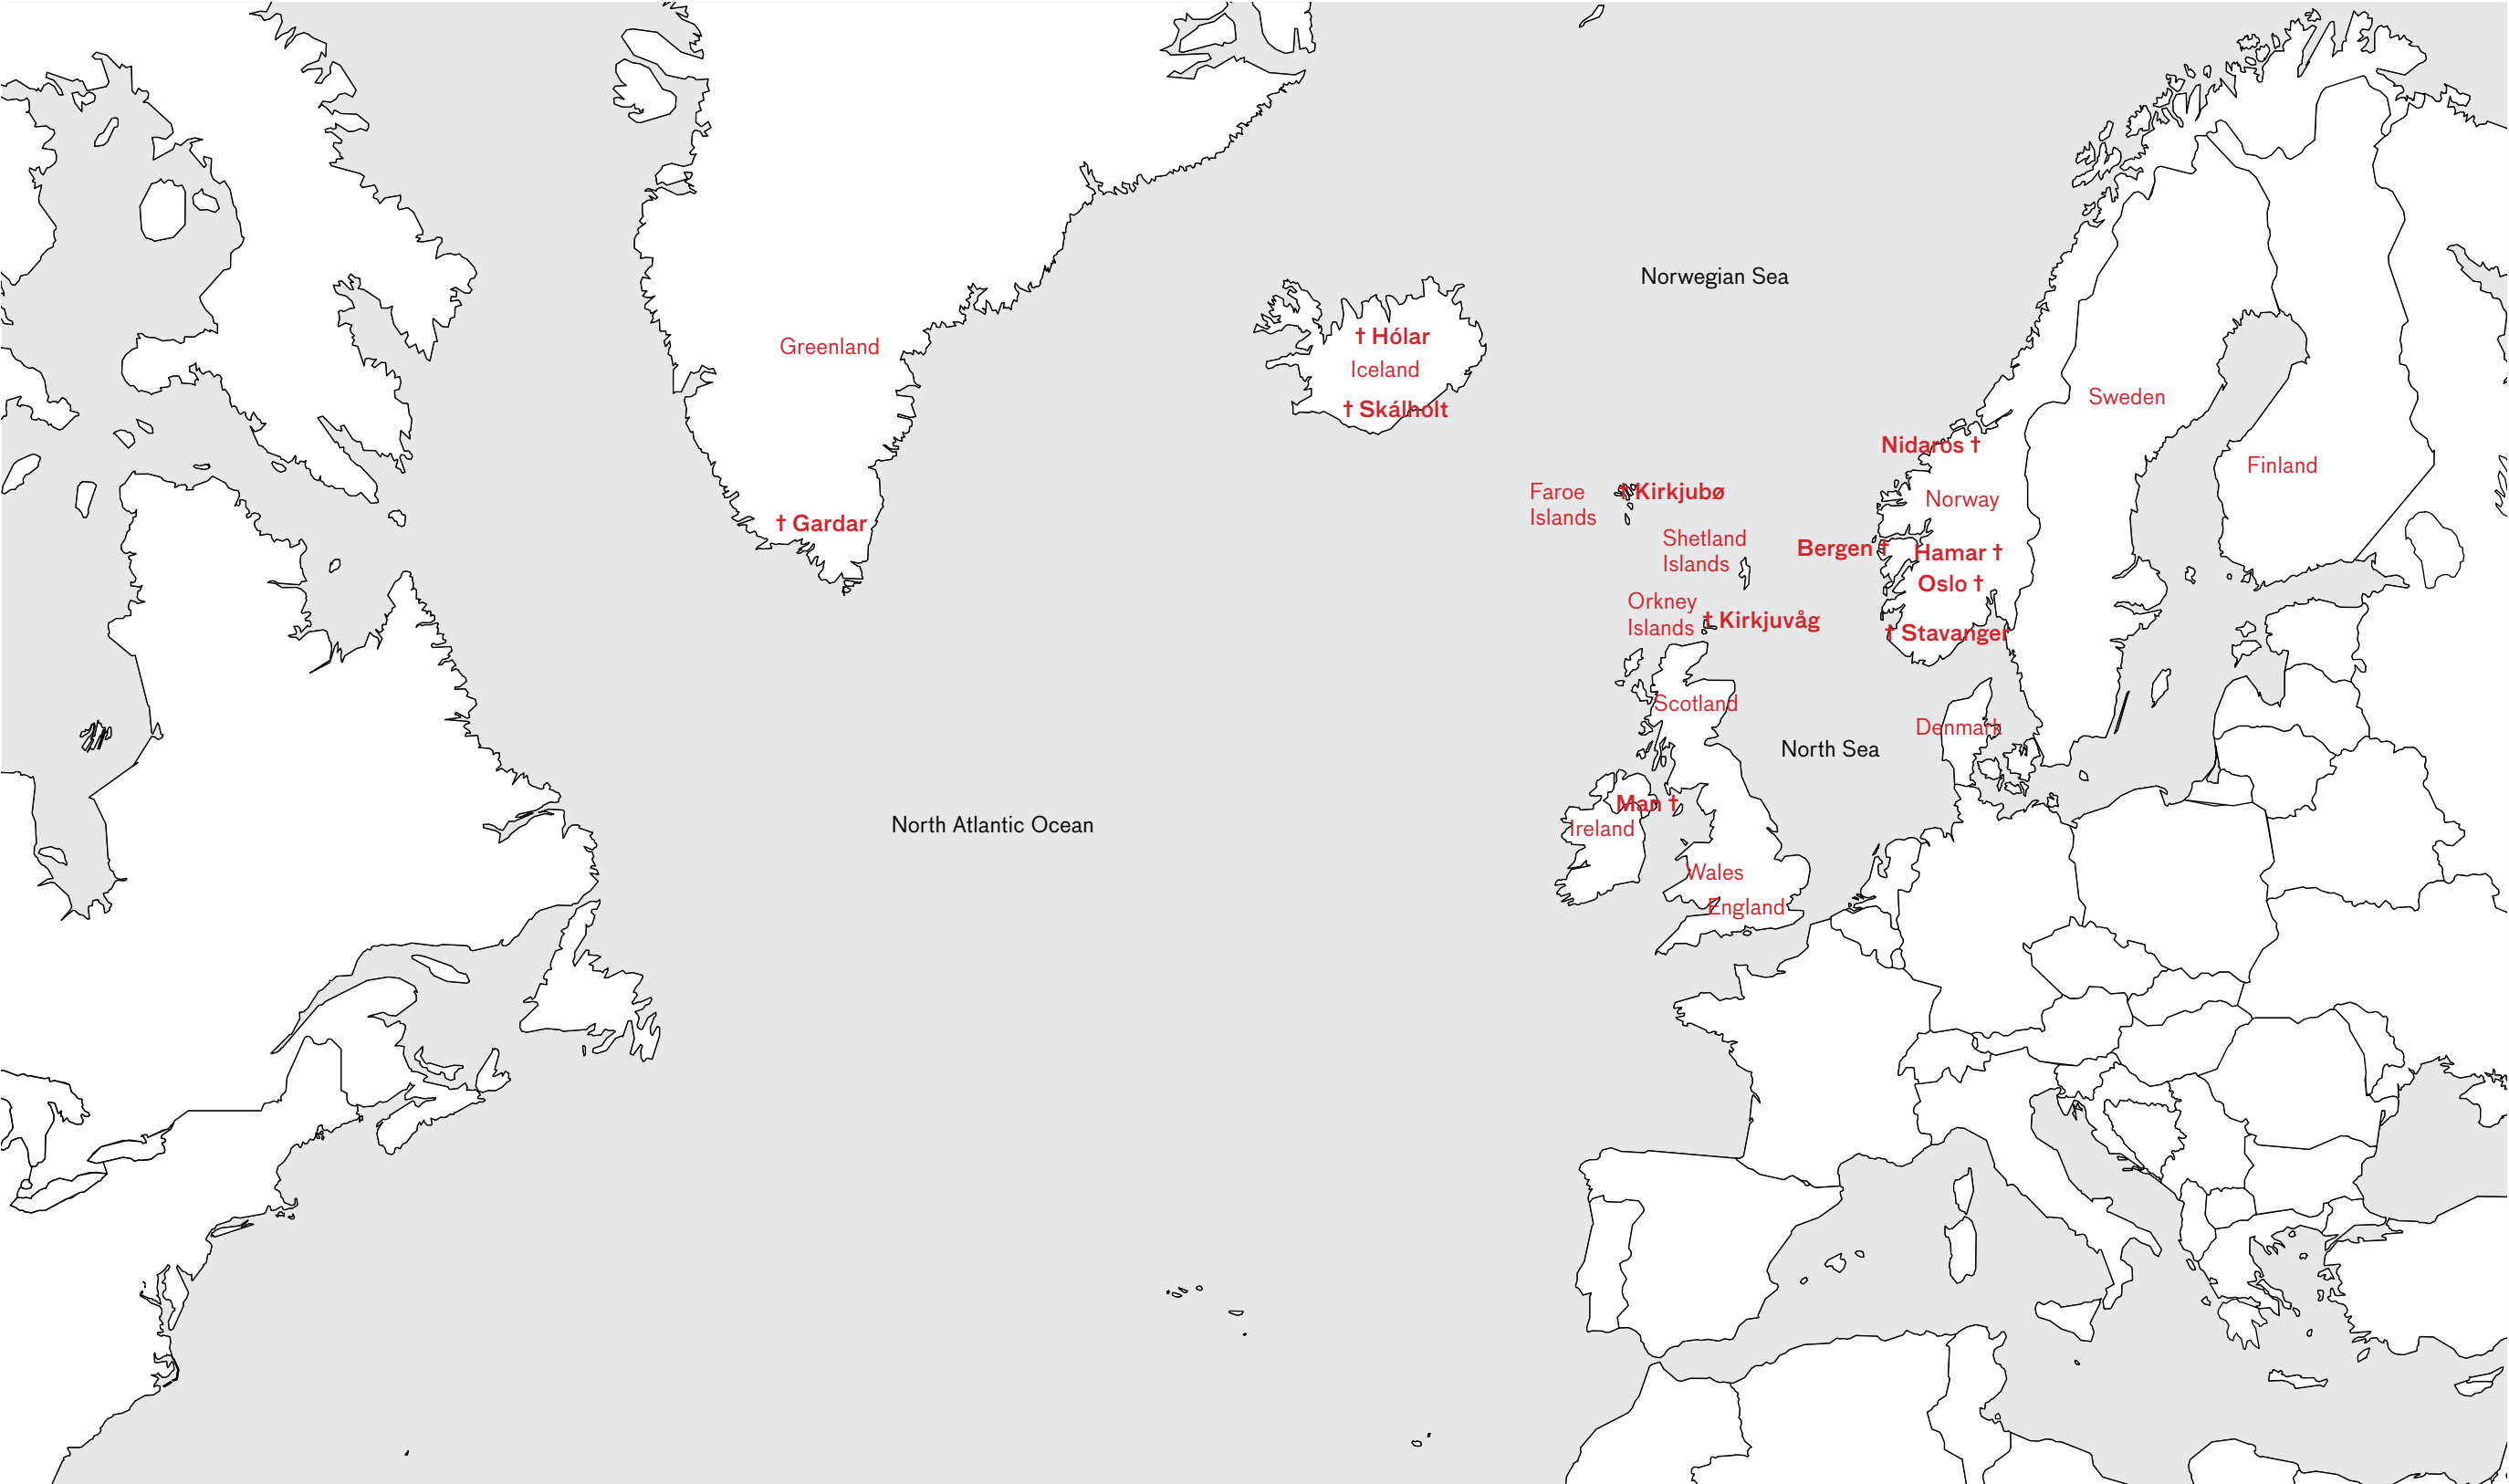 Norwegian Sea
Greenland
† Hólar
Iceland
† Skálholt
Sweden
Nidaros †
Finland
Faroe
Islands
† Kirkjubø
Norway
† Gardar
Shetland
Islands
Bergen †
Hamar †
Oslo †
Orkney
Islands
† Kirkjuvåg
† Stavanger
Scotland
Denmark
North Sea
Man †
North Atlantic Ocean
Ireland
Wales
England